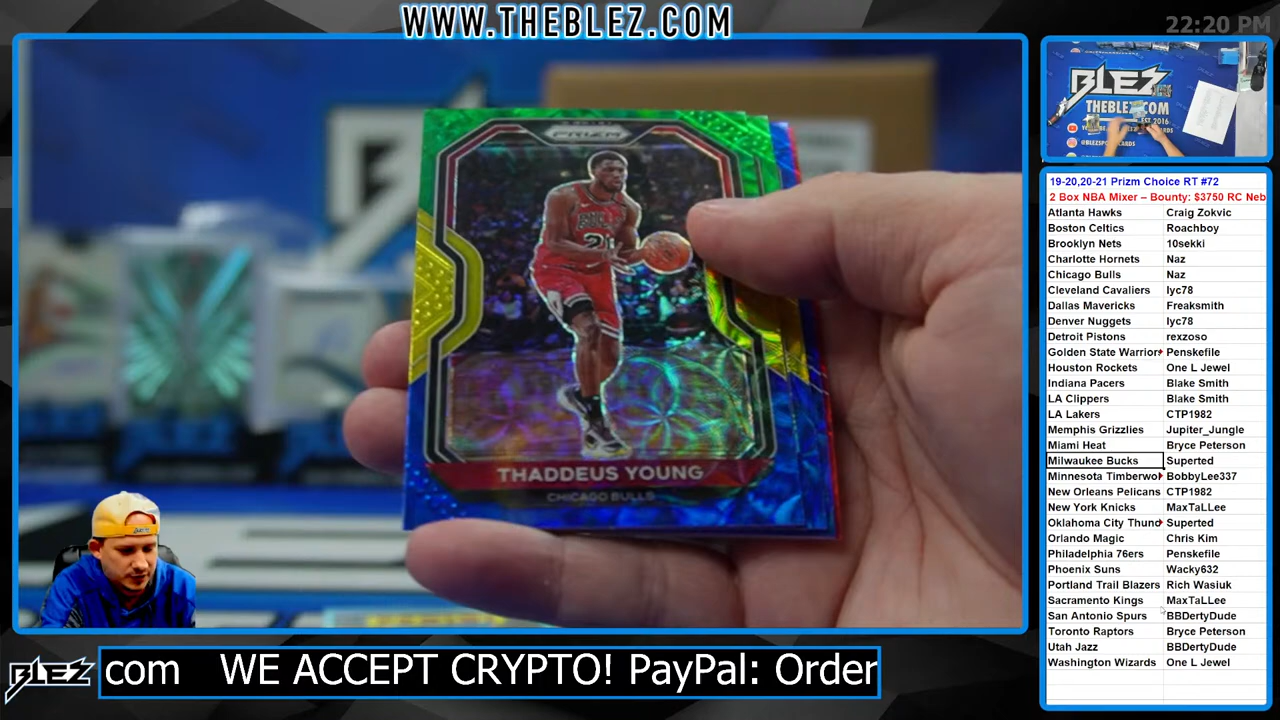 WWW.THEBLEZ.COM
22:20 PM
BLEZ
THEBLEZ.COM
EST 2016
PRIZM
21
THADDEUS YOUNG
CHICAGO BULLS
19-20,20-21 Prizm Choice RT #72
2 Box NBA Mixer – Bounty: $3750 RC Neb
Atlanta Hawks Craig Zokvic
Boston Celtics Roachboy
Brooklyn Nets 10sekki
Charlotte Hornets Naz
Chicago Bulls Naz
Cleveland Cavaliers lyc78
Dallas Mavericks Freaksmith
Denver Nuggets lyc78
Detroit Pistons rexzoso
Golden State Warrior Penskefile
Houston Rockets One L Jewel
Indiana Pacers Blake Smith
LA Clippers Blake Smith
LA Lakers CTP1982
Memphis Grizzlies Jupiter_Jungle
Miami Heat Bryce Peterson
Milwaukee Bucks Superted
Minnesota Timberwo BobbyLee337
New Orleans Pelicans CTP1982
New York Knicks MaxTaLLee
Oklahoma City Thund Superted
Orlando Magic Chris Kim
Philadelphia 76ers Penskefile
Phoenix Suns Wacky632
Portland Trail Blazers Rich Wasiuk
Sacramento Kings MaxTaLLee
San Antonio Spurs BBDertyDude
Toronto Raptors Bryce Peterson
Utah Jazz BBDertyDude
Washington Wizards One L Jewel
BLEZ
com WE ACCEPT CRYPTO! PayPal: Order